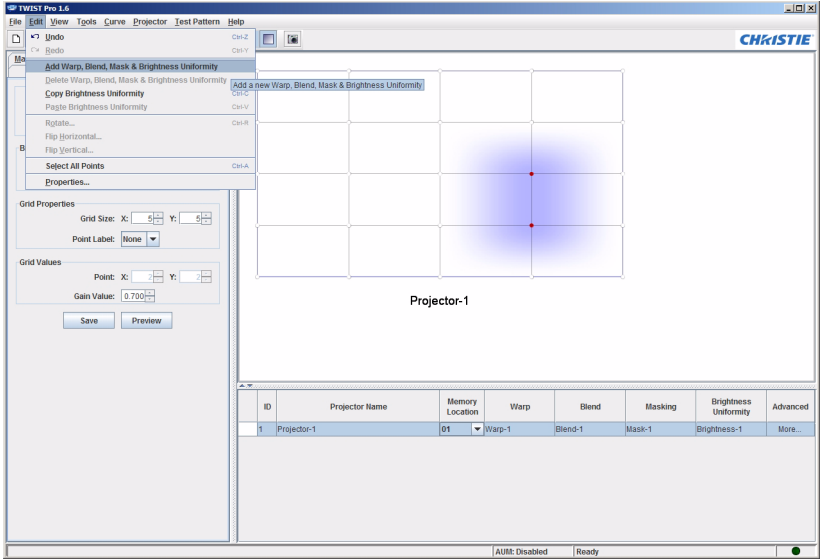 TWIST Pro 1.6
File Edit View Tools Curve Projector Test Pattern Help
Undo Ctrl-Z
Redo Ctrl-Y
CHRISTIE
Add Warp, Blend, Mask & Brightness Uniformity
Delete Warp, Blend, Mask & Brightness Uniformity
Add a new Warp, Blend, Mask & Brightness Uniformity
Copy Brightness Uniformity Ctrl-C
Paste Brightness Uniformity Ctrl-V
Rotate... Ctrl-R
Flip Horizontal...
Flip Vertical...
Select All Points Ctrl-A
Properties...
Grid Properties
Grid Size: X: 5 Y: 5
Point Label: None
Grid Values
Point: X: 2 Y: 2
Gain Value: 0.700
Save Preview
Projector-1
ID Projector Name Memory Location Warp Blend Masking Brightness Uniformity Advanced
1 Projector-1 01 Warp-1 Blend-1 Mask-1 Brightness-1 More...
AUM: Disabled Ready